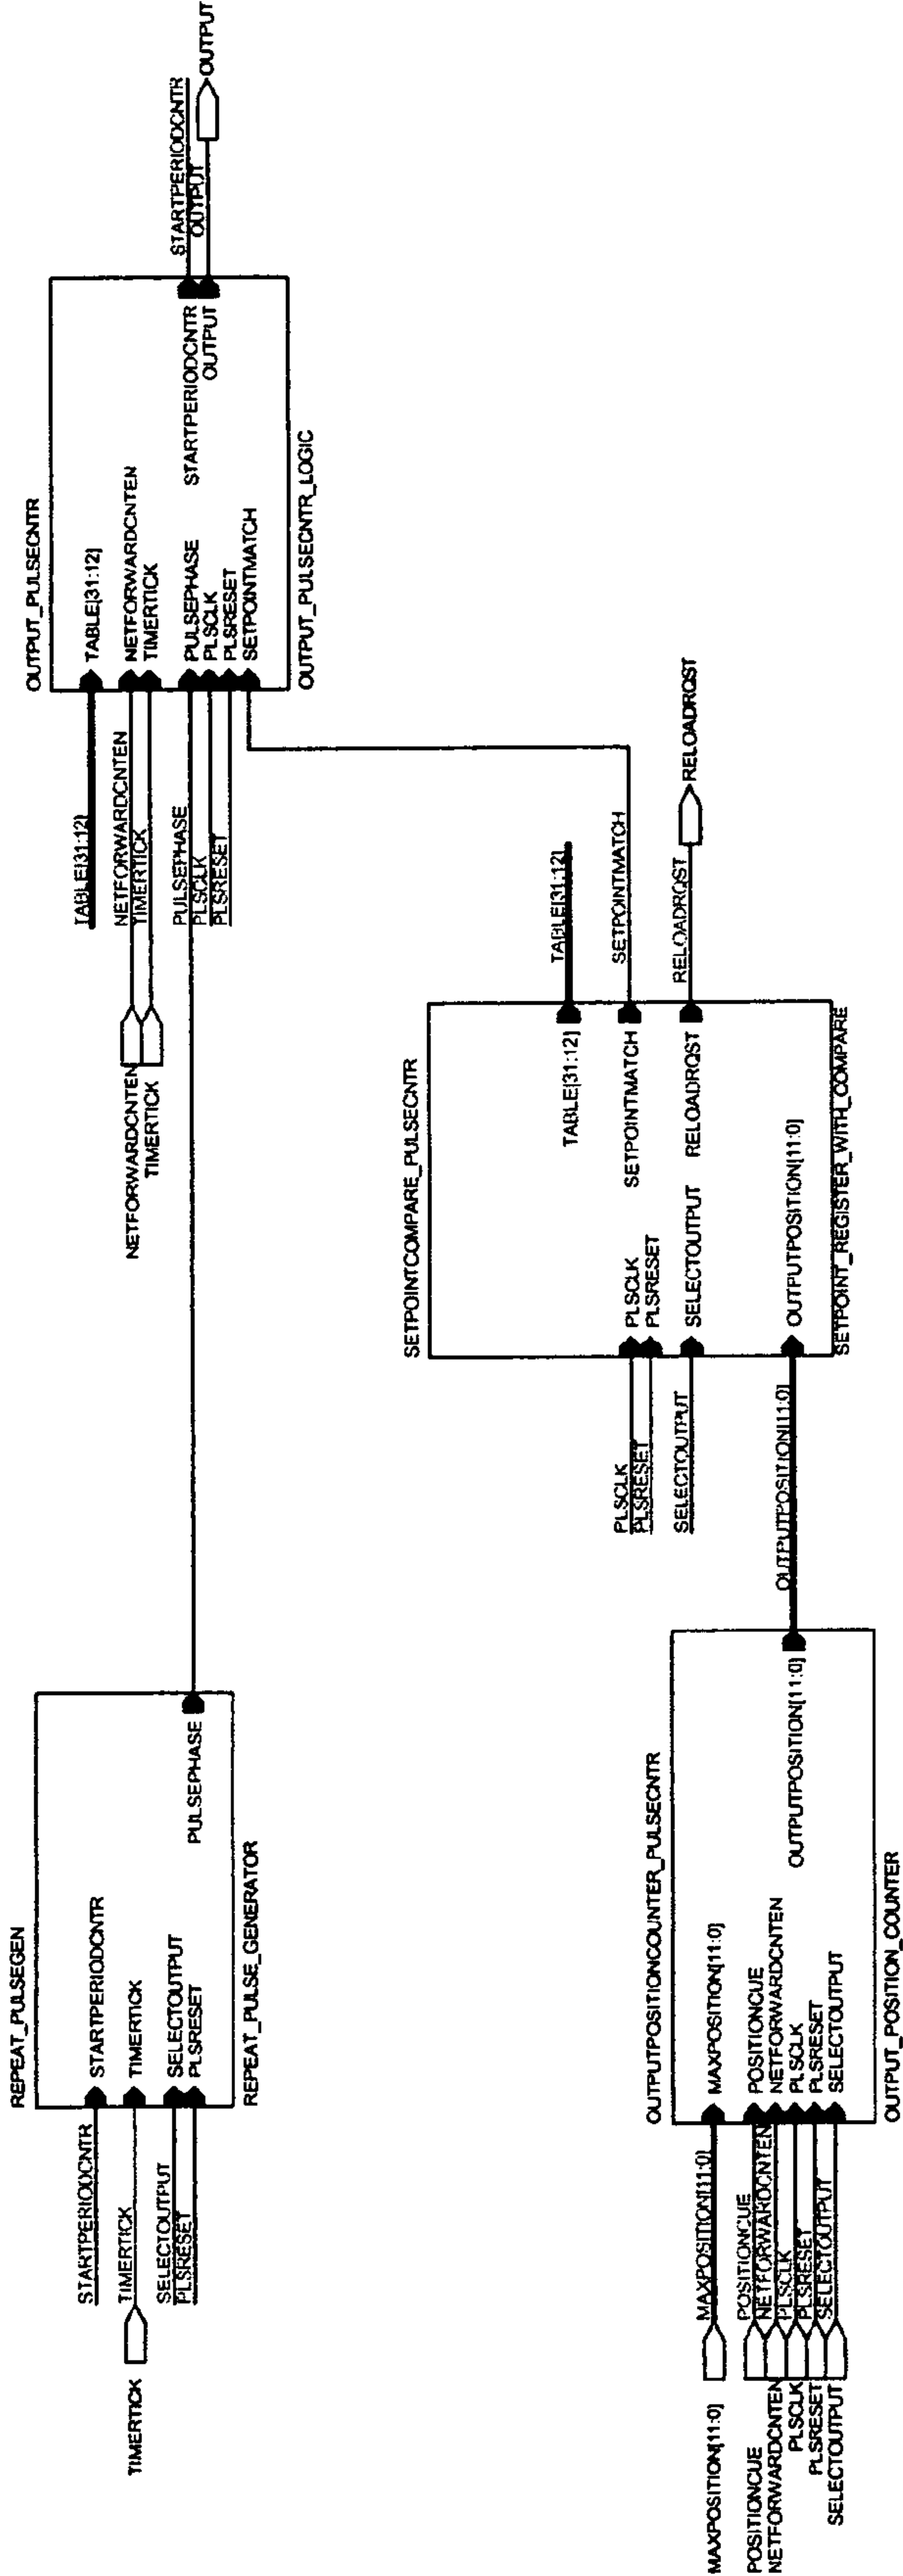 REPEAT_PULSEGEN
STARTPERIODCNTR
STARTPERIODCNTR
TIMERTICK
TIMERTICK
TIMERTICK
SELECTOUTPUT
SELECTOUTPUT
PLSRESET
PLSRESET
PULSEPHASE
REPEAT_PULSE_GENERATOR
OUTPUT_PULSECNTR
TABLE[31:12]
TABLE[31:12]
NETFORWARDCNTEN
NETFORWARDCNTEN
NETFORWARDCNTEN
TIMERTICK
TIMERTICK
TIMERTICK
PULSEPHASE
PULSEPHASE
PLSCLK
PLSCLK
PLSRESET
PLSRESET
SETPOINTMATCH
STARTPERIODCNTR
STARTPERIODCNTR
OUTPUT
OUTPUT
OUTPUT
OUTPUT_PULSECNTR_LOGIC
SETPOINTCOMPARE_PULSECNTR
TABLE[31:12]
TABLE[31:12]
PLSCLK
PLSCLK
SETPOINTMATCH
SETPOINTMATCH
PLSRESET
PLSRESET
SELECTOUTPUT
SELECTOUTPUT
RELOADRQST
RELOADRQST
RELOADRQST
OUTPUTPOSITION[11:0]
OUTPUTPOSITION[11:0]
SETPOINT_REGISTER_WITH_COMPARE
OUTPUTPOSITIONCOUNTER_PULSECNTR
MAXPOSITION[11:0]
MAXPOSITION[11:0]
MAXPOSITION[11:0]
POSITIONCUE
POSITIONCUE
POSITIONCUE
NETFORWARDCNTEN
NETFORWARDCNTEN
NETFORWARDCNTEN
PLSCLK
PLSCLK
PLSCLK
PLSRESET
PLSRESET
PLSRESET
SELECTOUTPUT
SELECTOUTPUT
SELECTOUTPUT
OUTPUTPOSITION[11:0]
OUTPUT_POSITION_COUNTER